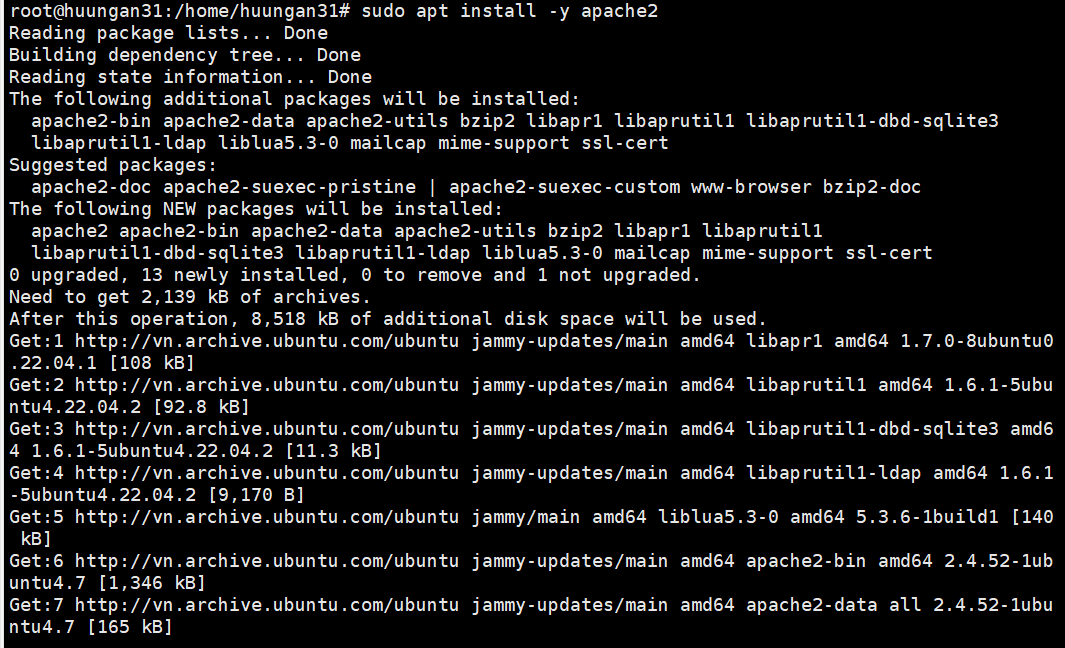 root@huungan31:/home/huungan31# sudo apt install -y apache2
Reading package lists... Done
Building dependency tree... Done
Reading state information... Done
The following additional packages will be installed:
  apache2-bin apache2-data apache2-utils bzip2 libapr1 libaprutil1 libaprutil1-dbd-sqlite3
  libaprutil1-ldap liblua5.3-0 mailcap mime-support ssl-cert
Suggested packages:
  apache2-doc apache2-suexec-pristine | apache2-suexec-custom www-browser bzip2-doc
The following NEW packages will be installed:
  apache2 apache2-bin apache2-data apache2-utils bzip2 libapr1 libaprutil1
  libaprutil1-dbd-sqlite3 libaprutil1-ldap liblua5.3-0 mailcap mime-support ssl-cert
0 upgraded, 13 newly installed, 0 to remove and 1 not upgraded.
Need to get 2,139 kB of archives.
After this operation, 8,518 kB of additional disk space will be used.
Get:1 http://vn.archive.ubuntu.com/ubuntu jammy-updates/main amd64 libapr1 amd64 1.7.0-8ubuntu0
.22.04.1 [108 kB]
Get:2 http://vn.archive.ubuntu.com/ubuntu jammy-updates/main amd64 libaprutil1 amd64 1.6.1-5ubu
ntu4.22.04.2 [92.8 kB]
Get:3 http://vn.archive.ubuntu.com/ubuntu jammy-updates/main amd64 libaprutil1-dbd-sqlite3 amd6
4 1.6.1-5ubuntu4.22.04.2 [11.3 kB]
Get:4 http://vn.archive.ubuntu.com/ubuntu jammy-updates/main amd64 libaprutil1-ldap amd64 1.6.1
-5ubuntu4.22.04.2 [9,170 B]
Get:5 http://vn.archive.ubuntu.com/ubuntu jammy/main amd64 liblua5.3-0 amd64 5.3.6-1build1 [140
 kB]
Get:6 http://vn.archive.ubuntu.com/ubuntu jammy-updates/main amd64 apache2-bin amd64 2.4.52-1ub
untu4.7 [1,346 kB]
Get:7 http://vn.archive.ubuntu.com/ubuntu jammy-updates/main amd64 apache2-data all 2.4.52-1ubu
ntu4.7 [165 kB]